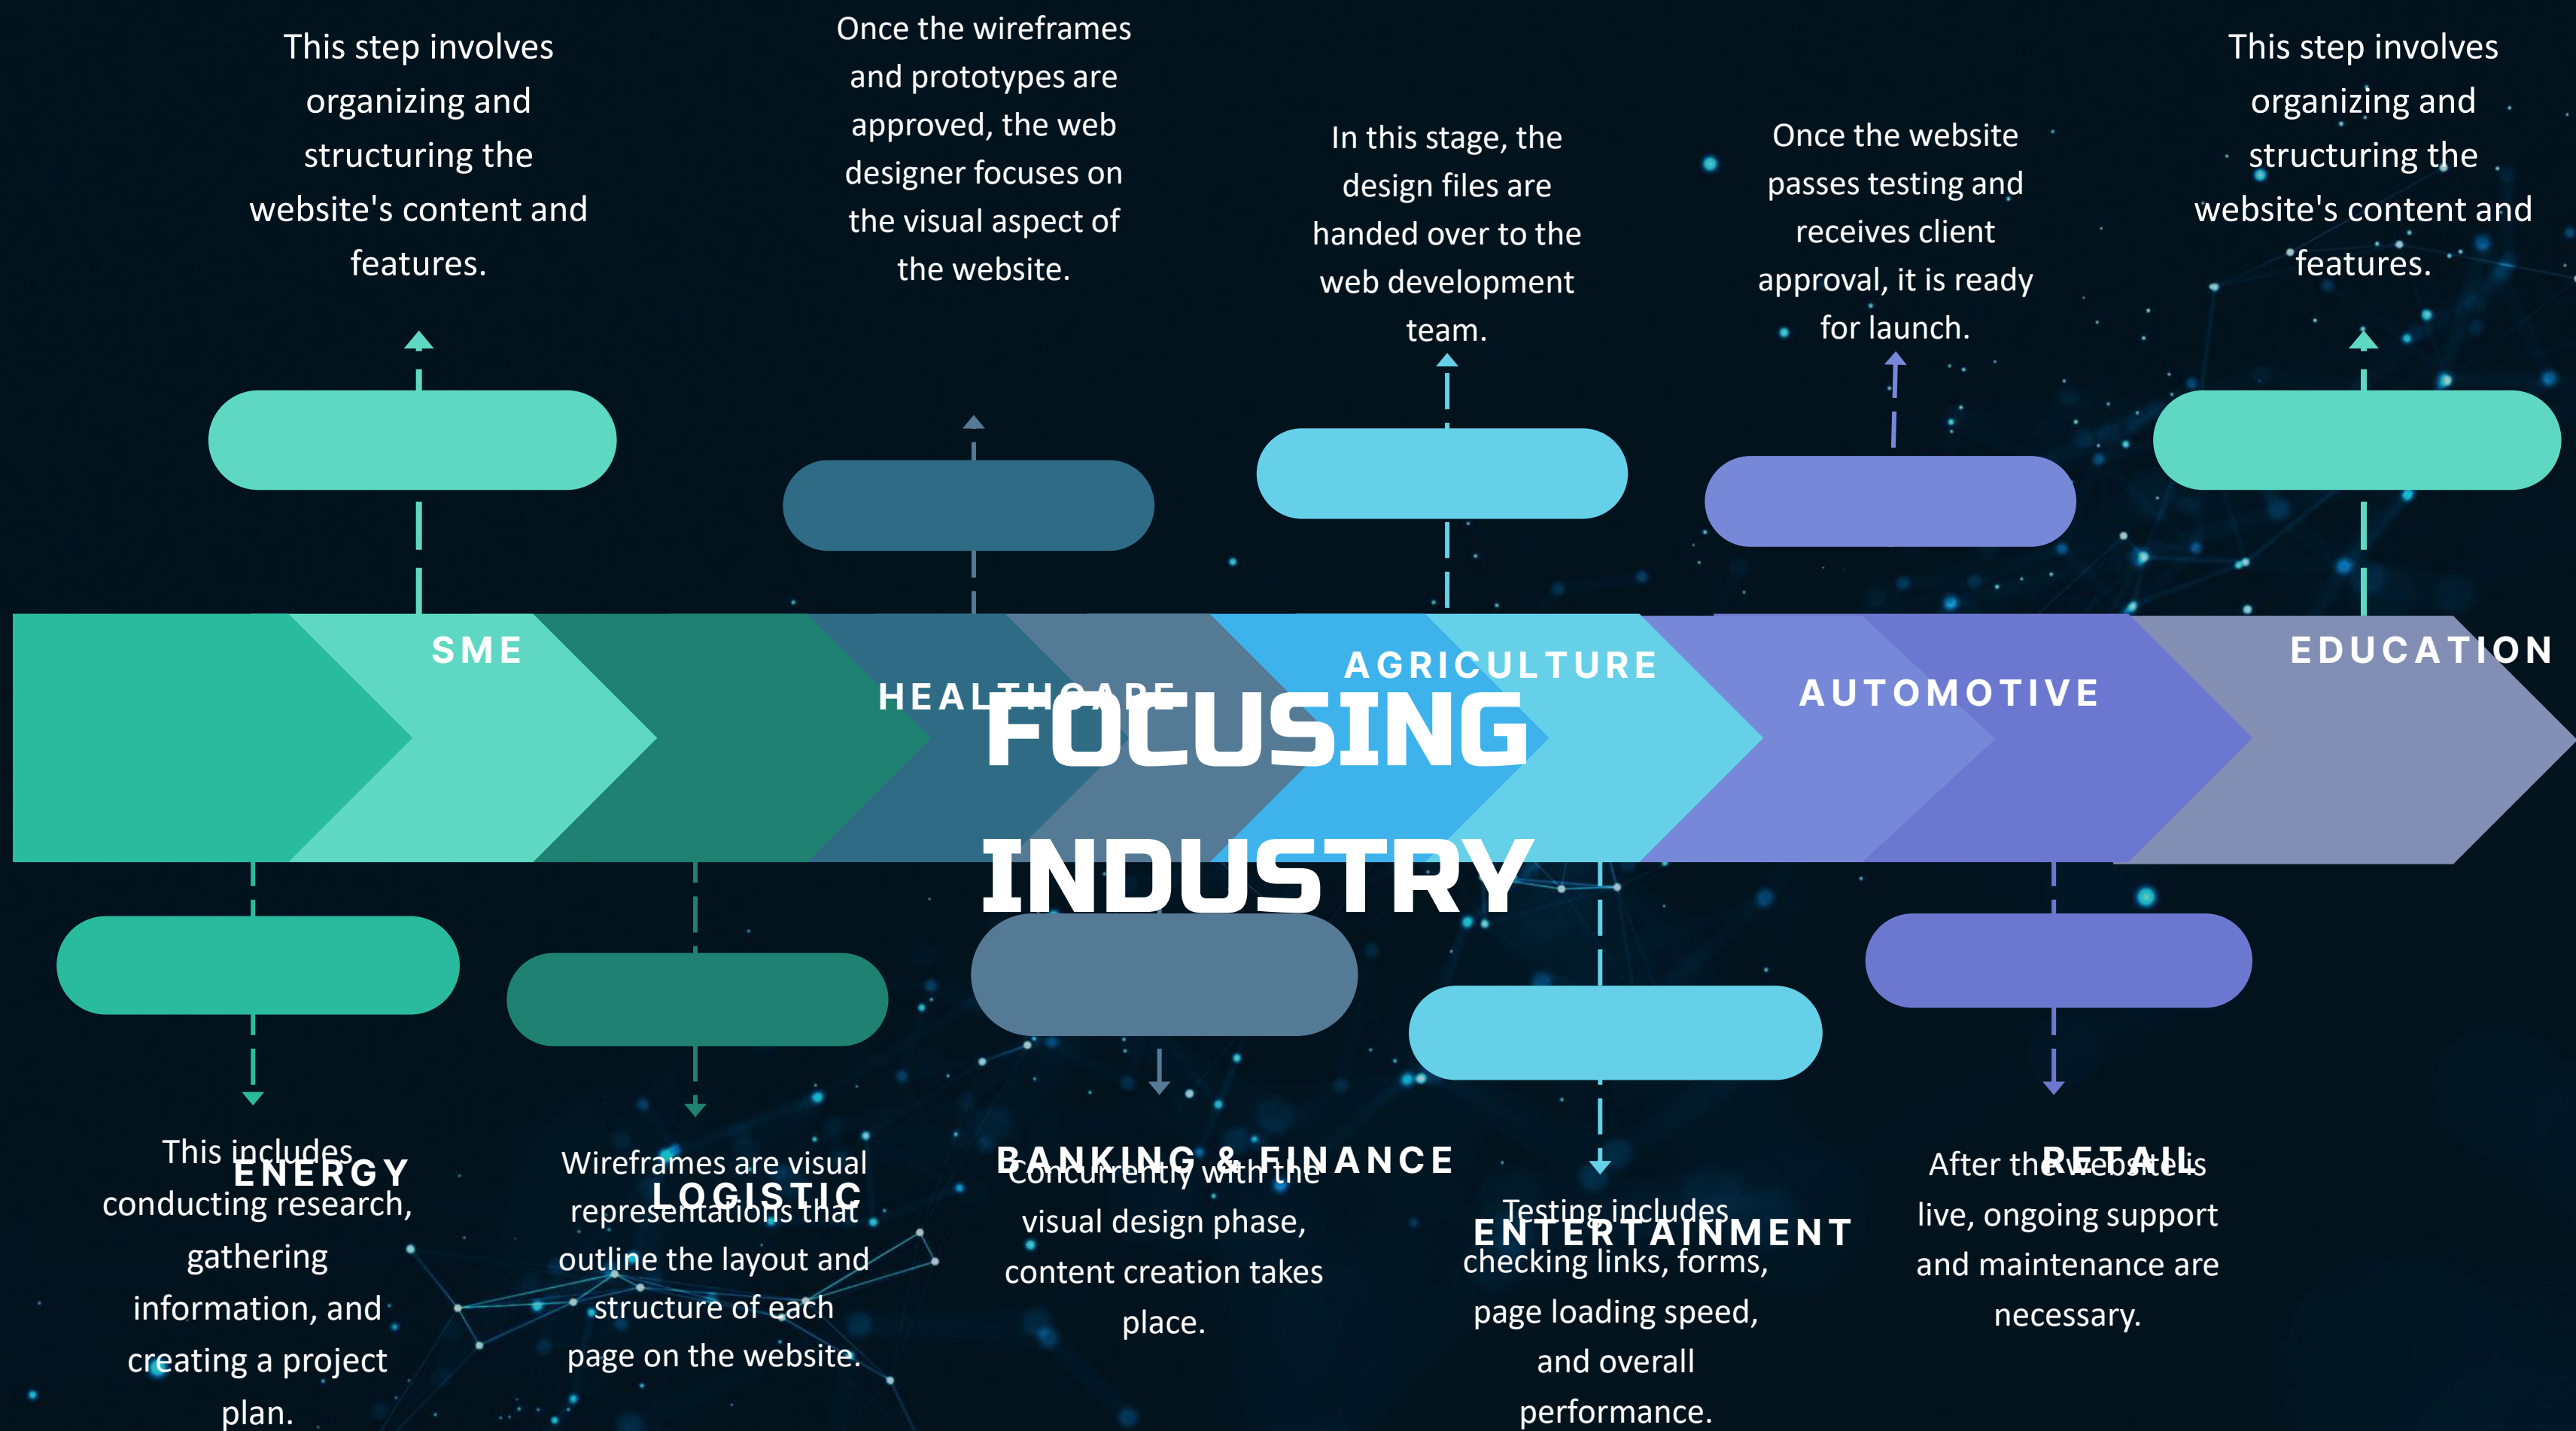 This step involves
organizing and
structuring the
website's content and
features.
Once the wireframes
and prototypes are
approved, the web
designer focuses on
the visual aspect of
the website.
In this stage, the
design files are
handed over to the
web development
team.
Once the website
passes testing and
receives client
approval, it is ready
for launch.
This step involves
organizing and
structuring the
website's content and
features.
SME
HEALTHCARE
AGRICULTURE
AUTOMOTIVE
EDUCATION
FOCUSING
INDUSTRY
ENERGY
This includes
conducting research,
gathering
information, and
creating a project
plan.
LOGISTIC
Wireframes are visual
representations that
outline the layout and
structure of each
page on the website.
BANKING & FINANCE
Concurrently with the
visual design phase,
content creation takes
place.
ENTERTAINMENT
Testing includes
checking links, forms,
page loading speed,
and overall
performance.
RETAIL
After the website is
live, ongoing support
and maintenance are
necessary.